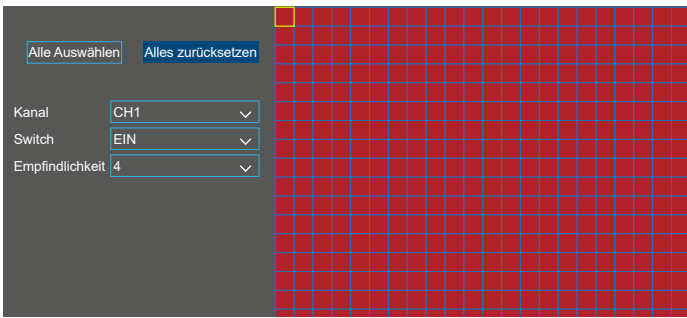 Alle Auswählen Alles zurücksetzen
Kanal CH1
Switch EIN
Empfindlichkeit 4